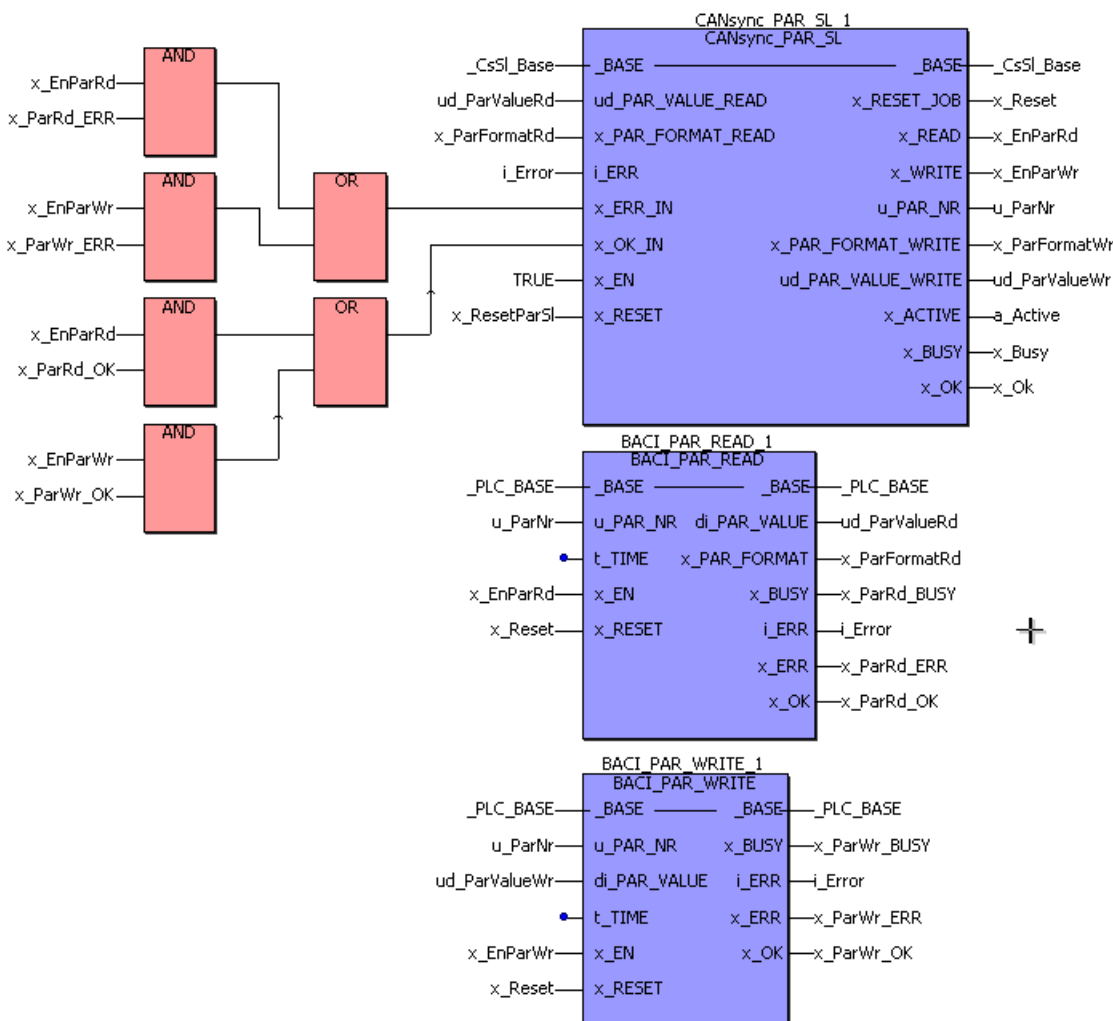 CANsync_PAR_SL_1
CANsync_PAR_SL
AND
x_EnParRd
x_ParRd_ERR
AND
x_EnParWr
x_ParWr_ERR
OR
AND
x_EnParRd
x_ParRd_OK
OR
AND
x_EnParWr
x_ParWr_OK
_CsSl_Base _BASE _BASE _CsSl_Base
ud_ParValueRd ud_PAR_VALUE_READ x_RESET_JOB x_Reset
x_ParFormatRd x_PAR_FORMAT_READ x_READ x_EnParRd
i_Error i_ERR x_WRITE x_EnParWr
x_ERR_IN u_PAR_NR u_ParNr
x_OK_IN x_PAR_FORMAT_WRITE x_ParFormatWr
TRUE x_EN ud_PAR_VALUE_WRITE ud_ParValueWr
x_ResetParSl x_RESET x_ACTIVE a_Active
x_BUSY x_Busy
x_OK x_Ok
BACI_PAR_READ_1
BACI_PAR_READ
_PLC_BASE _BASE _BASE _PLC_BASE
u_ParNr u_PAR_NR di_PAR_VALUE ud_ParValueRd
t_TIME x_PAR_FORMAT x_ParFormatRd
x_EnParRd x_EN x_BUSY x_ParRd_BUSY
x_Reset x_RESET i_ERR i_Error
x_ERR x_ParRd_ERR
x_OK x_ParRd_OK
BACI_PAR_WRITE_1
BACI_PAR_WRITE
_PLC_BASE _BASE _BASE _PLC_BASE
u_ParNr u_PAR_NR x_BUSY x_ParWr_BUSY
ud_ParValueWr di_PAR_VALUE i_ERR i_Error
t_TIME x_ERR x_ParWr_ERR
x_EnParWr x_EN x_OK x_ParWr_OK
x_Reset x_RESET